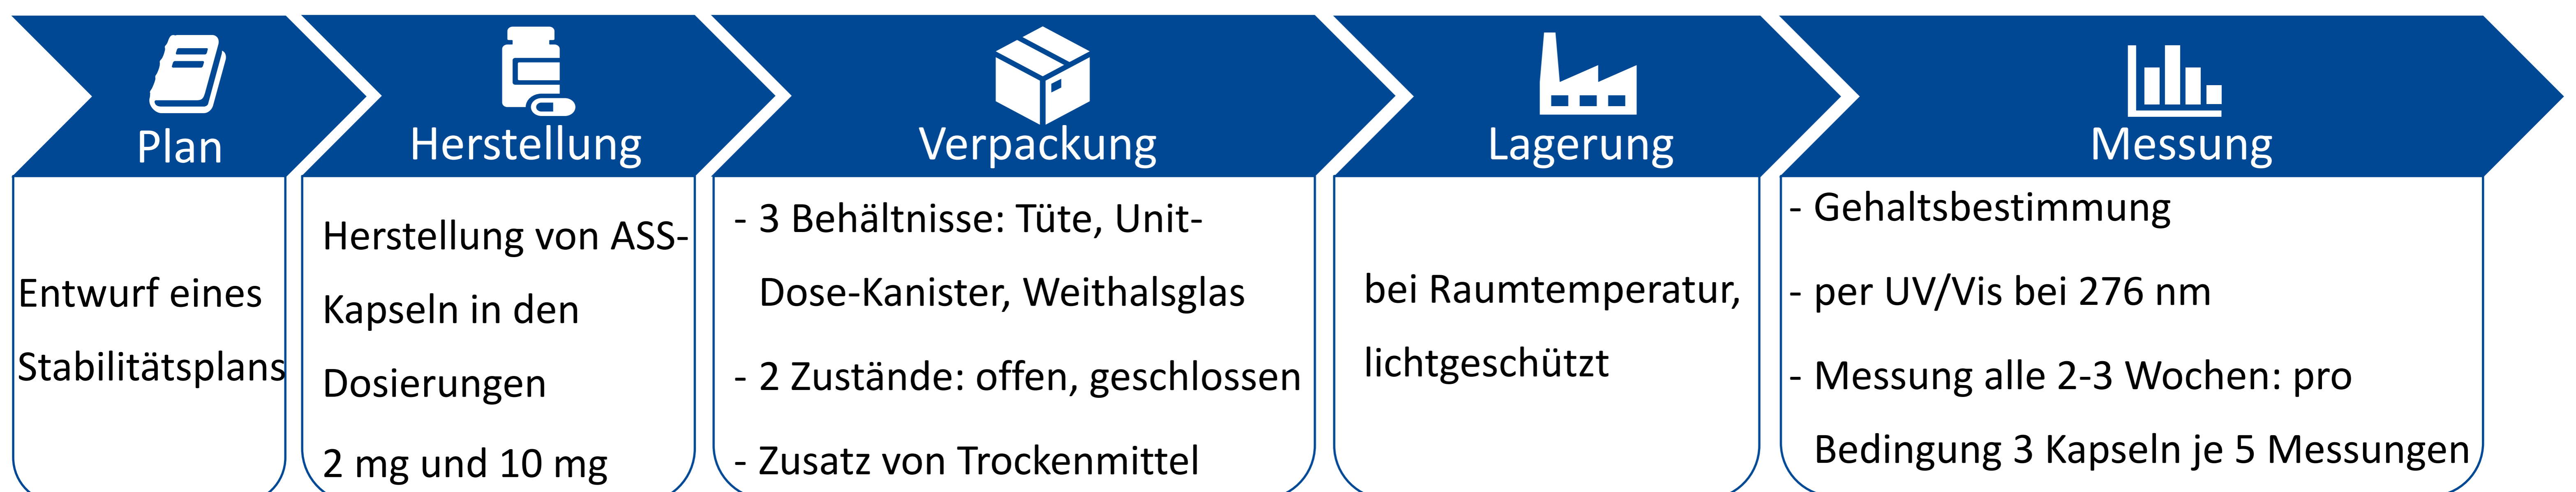 Plan
Entwurf eines
Stabilitätsplans
Herstellung
Herstellung von ASS-
Kapseln in den
Dosierungen
2 mg und 10 mg
Verpackung
- 3 Behältnisse: Tüte, Unit-
Dose-Kanister, Weithalsglas
- 2 Zustände: offen, geschlossen
- Zusatz von Trockenmittel
Lagerung
bei Raumtemperatur,
lichtgeschützt
Messung
- Gehaltsbestimmung
- per UV/Vis bei 276 nm
- Messung alle 2-3 Wochen: pro
Bedingung 3 Kapseln je 5 Messungen